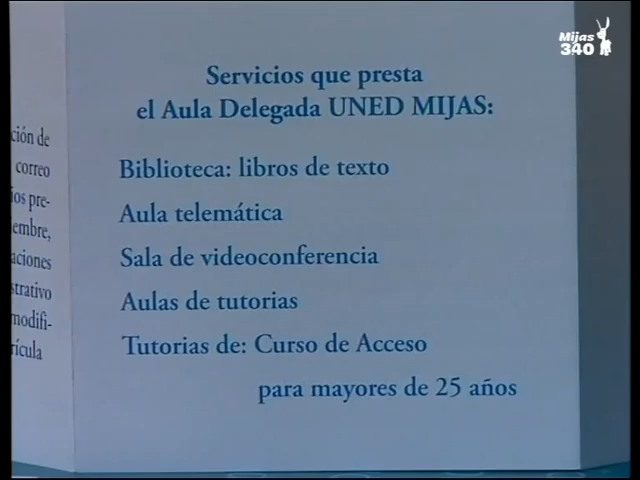 Mijas
340
Servicios que presta
el Aula Delegada UNED MIJAS:
Biblioteca: libros de texto
Aula telemática
Sala de videoconferencia
Aulas de tutorias
Tutorias de: Curso de Acceso
para mayores de 25 años
ción de
correo
ios pre-
embre,
aciones
strativo
modifi-
rícula